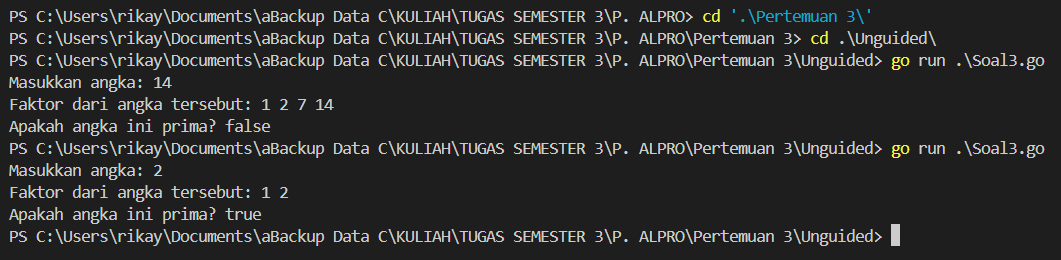 PS C:\Users\rikay\Documents\aBackup Data C\KULIAH\TUGAS SEMESTER 3\P. ALPRO> cd '.\Pertemuan 3\'
PS C:\Users\rikay\Documents\aBackup Data C\KULIAH\TUGAS SEMESTER 3\P. ALPRO\Pertemuan 3> cd .\Unguided\
PS C:\Users\rikay\Documents\aBackup Data C\KULIAH\TUGAS SEMESTER 3\P. ALPRO\Pertemuan 3\Unguided> go run .\Soal3.go
Masukkan angka: 14
Faktor dari angka tersebut: 1 2 7 14
Apakah angka ini prima? false
PS C:\Users\rikay\Documents\aBackup Data C\KULIAH\TUGAS SEMESTER 3\P. ALPRO\Pertemuan 3\Unguided> go run .\Soal3.go
Masukkan angka: 2
Faktor dari angka tersebut: 1 2
Apakah angka ini prima? true
PS C:\Users\rikay\Documents\aBackup Data C\KULIAH\TUGAS SEMESTER 3\P. ALPRO\Pertemuan 3\Unguided>